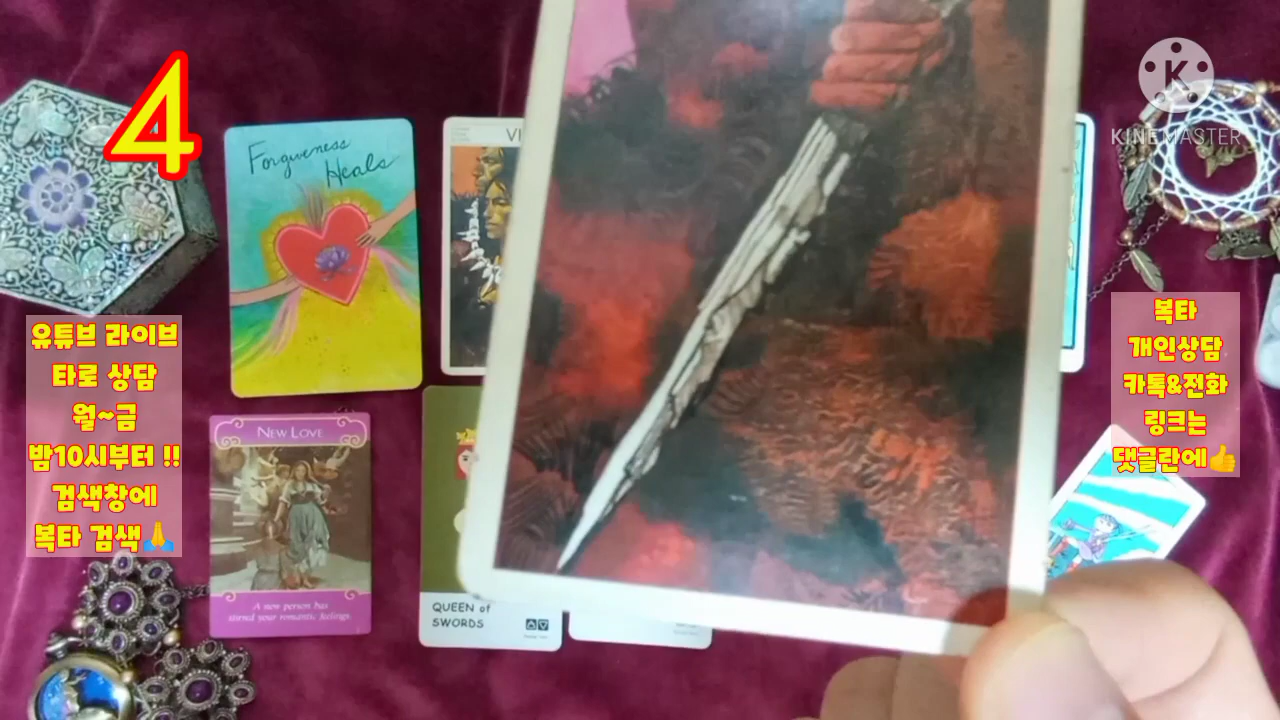 4
Forgiveness
Heals
VI
KINEMASTER
유튜브 라이브
타로 상담
월~금
밤10시부터 !!
검색창에
복타 검색🙏
복타
개인상담
카톡&전화
링크는
댓글란에👍
NEW LOVE
A new person has
stirred your romantic feelings.
QUEEN of
SWORDS